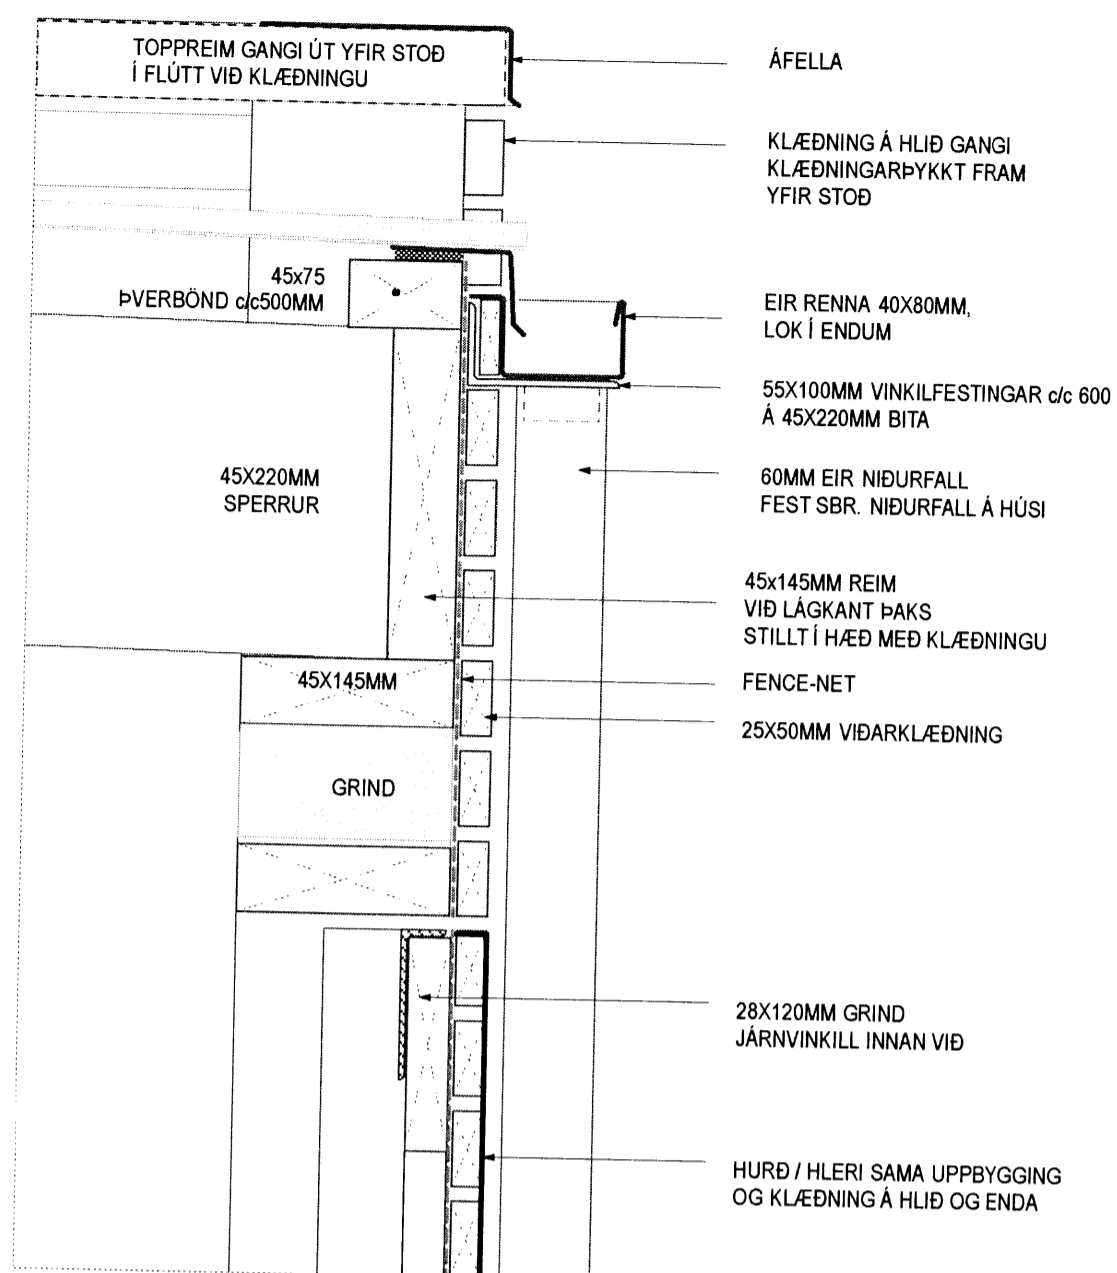 TOPPREIM GANGI ÚT YFIR STOÐ
Í FLÚTT VIÐ KLÆÐNINGU
ÁFELLA
KLÆÐNING Á HLIÐ GANGI
KLÆÐNINGARÞYKKT FRAM
YFIR STOÐ
45x75
ÞVERBÖND c/c500MM
EIR RENNA 40X80MM,
LOK Í ENDUM
55X100MM VINKILFESTINGAR c/c 600
Á 45X220MM BITA
45X220MM
SPERRUR
60MM EIR NIÐURFALL
FEST SBR. NIÐURFALL Á HÚSI
45x145MM REIM
VIÐ LÁGKANT ÞAKS
STILLT Í HÆÐ MEÐ KLÆÐNINGU
45X145MM
FENCE-NET
25X50MM VIÐARKLÆÐNING
GRIND
28X120MM GRIND
JÁRNVINKILL INNAN VIÐ
HURÐ / HLERI SAMA UPPBYGGING
OG KLÆÐNING Á HLIÐ OG ENDA